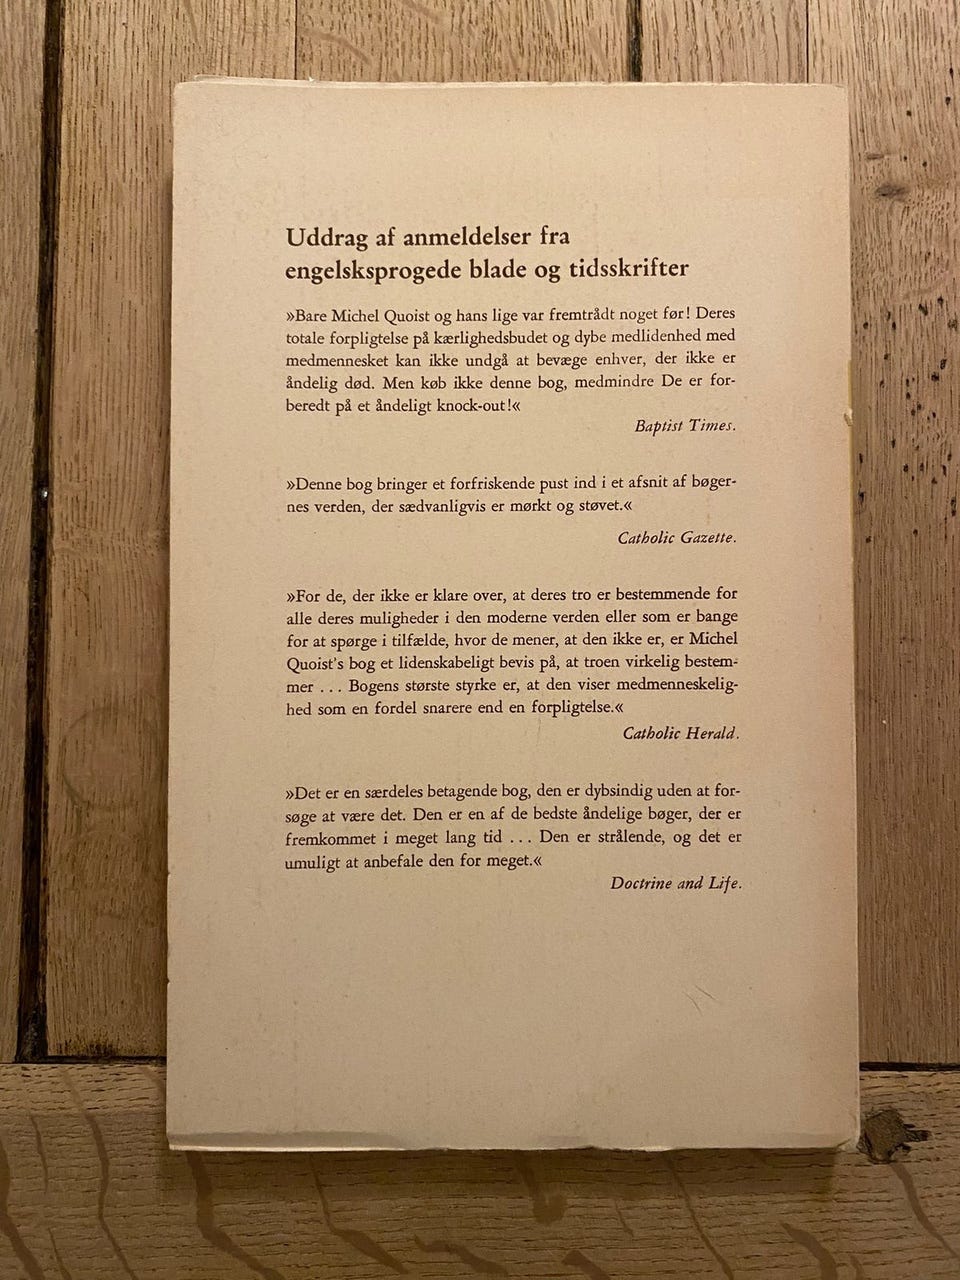 Uddrag af anmeldelser fra
engelsksprogede blade og tidsskrifter
»Bare Michel Quoist og hans lige var fremtrådt noget før! Deres
totale forpligtelse på kærlighedsbudet og dybe medlidenhed med
medmennesket kan ikke undgå at bevæge enhver, der ikke er
åndelig død. Men køb ikke denne bog, medmindre De er for-
beredt på et åndeligt knock-out!«
Baptist Times.
»Denne bog bringer et forfriskende pust ind i et afsnit af bøger-
nes verden, der sædvanligvis er mørkt og støvet.«
Catholic Gazette.
»For de, der ikke er klare over, at deres tro er bestemmende for
alle deres muligheder i den moderne verden eller som er bange
for at spørge i tilfælde, hvor de mener, at den ikke er, er Michel
Quoist's bog et lidenskabeligt bevis på, at troen virkelig bestem-
mer ... Bogens største styrke er, at den viser medmenneskelig-
hed som en fordel snarere end en forpligtelse.«
Catholic Herald.
»Det er en særdeles betagende bog, den er dybsindig uden at for-
søge at være det. Den er en af de bedste åndelige bøger, der er
fremkommet i meget lang tid ... Den er strålende, og det er
umuligt at anbefale den for meget.«
Doctrine and Life.